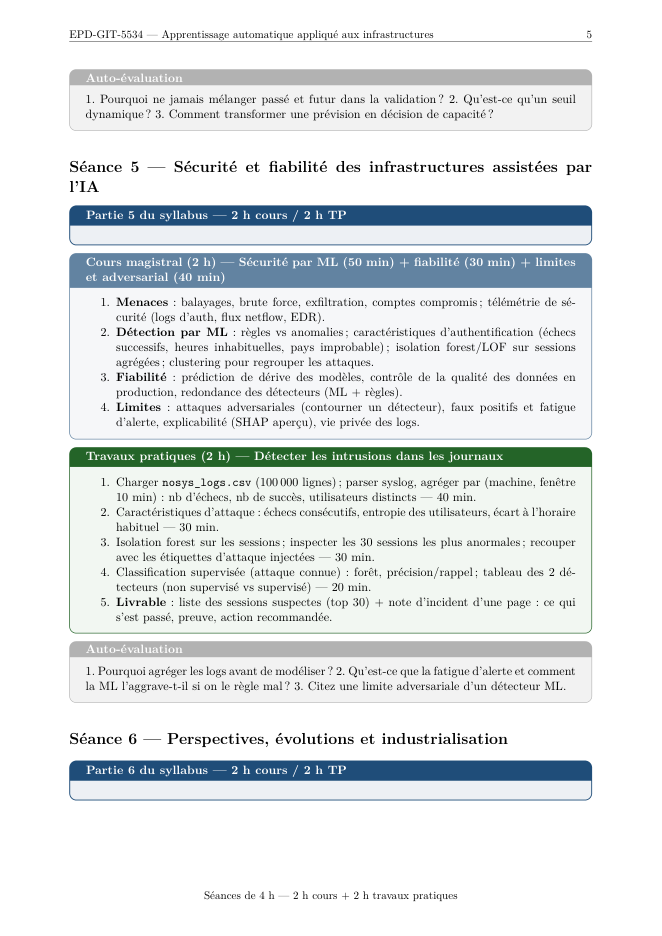 EPD-GIT-5534 — Apprentissage automatique appliqué aux infrastructures 5
Auto-évaluation
1. Pourquoi ne jamais mélanger passé et futur dans la validation ? 2. Qu'est-ce qu'un seuil
dynamique ? 3. Comment transformer une prévision en décision de capacité ?
Séance 5 — Sécurité et fiabilité des infrastructures assistées par
l'IA
Partie 5 du syllabus — 2 h cours / 2 h TP
Cours magistral (2 h) — Sécurité par ML (50 min) + fiabilité (30 min) + limites
et adversarial (40 min)
1. Menaces : balayages, brute force, exfiltration, comptes compromis ; télémétrie de sé-
curité (logs d'auth, flux netflow, EDR).
2. Détection par ML : règles vs anomalies ; caractéristiques d'authentification (échecs
successifs, heures inhabituelles, pays improbable) ; isolation forest/LOF sur sessions
agrégées ; clustering pour regrouper les attaques.
3. Fiabilité : prédiction de dérive des modèles, contrôle de la qualité des données en
production, redondance des détecteurs (ML + règles).
4. Limites : attaques adversariales (contourner un détecteur), faux positifs et fatigue
d'alerte, explicabilité (SHAP aperçu), vie privée des logs.
Travaux pratiques (2 h) — Détecter les intrusions dans les journaux
1. Charger nosys_logs.csv (100 000 lignes) ; parser syslog, agréger par (machine, fenêtre
10 min) : nb d'échecs, nb de succès, utilisateurs distincts — 40 min.
2. Caractéristiques d'attaque : échecs consécutifs, entropie des utilisateurs, écart à l'horaire
habituel — 30 min.
3. Isolation forest sur les sessions ; inspecter les 30 sessions les plus anormales ; recouper
avec les étiquettes d'attaque injectées — 30 min.
4. Classification supervisée (attaque connue) : forêt, précision/rappel ; tableau des 2 dé-
tecteurs (non supervisé vs supervisé) — 20 min.
5. Livrable : liste des sessions suspectes (top 30) + note d'incident d'une page : ce qui
s'est passé, preuve, action recommandée.
Auto-évaluation
1. Pourquoi agréger les logs avant de modéliser ? 2. Qu'est-ce que la fatigue d'alerte et comment
la ML l'aggrave-t-il si on le règle mal ? 3. Citez une limite adversariale d'un détecteur ML.
Séance 6 — Perspectives, évolutions et industrialisation
Partie 6 du syllabus — 2 h cours / 2 h TP
Séances de 4 h — 2 h cours + 2 h travaux pratiques